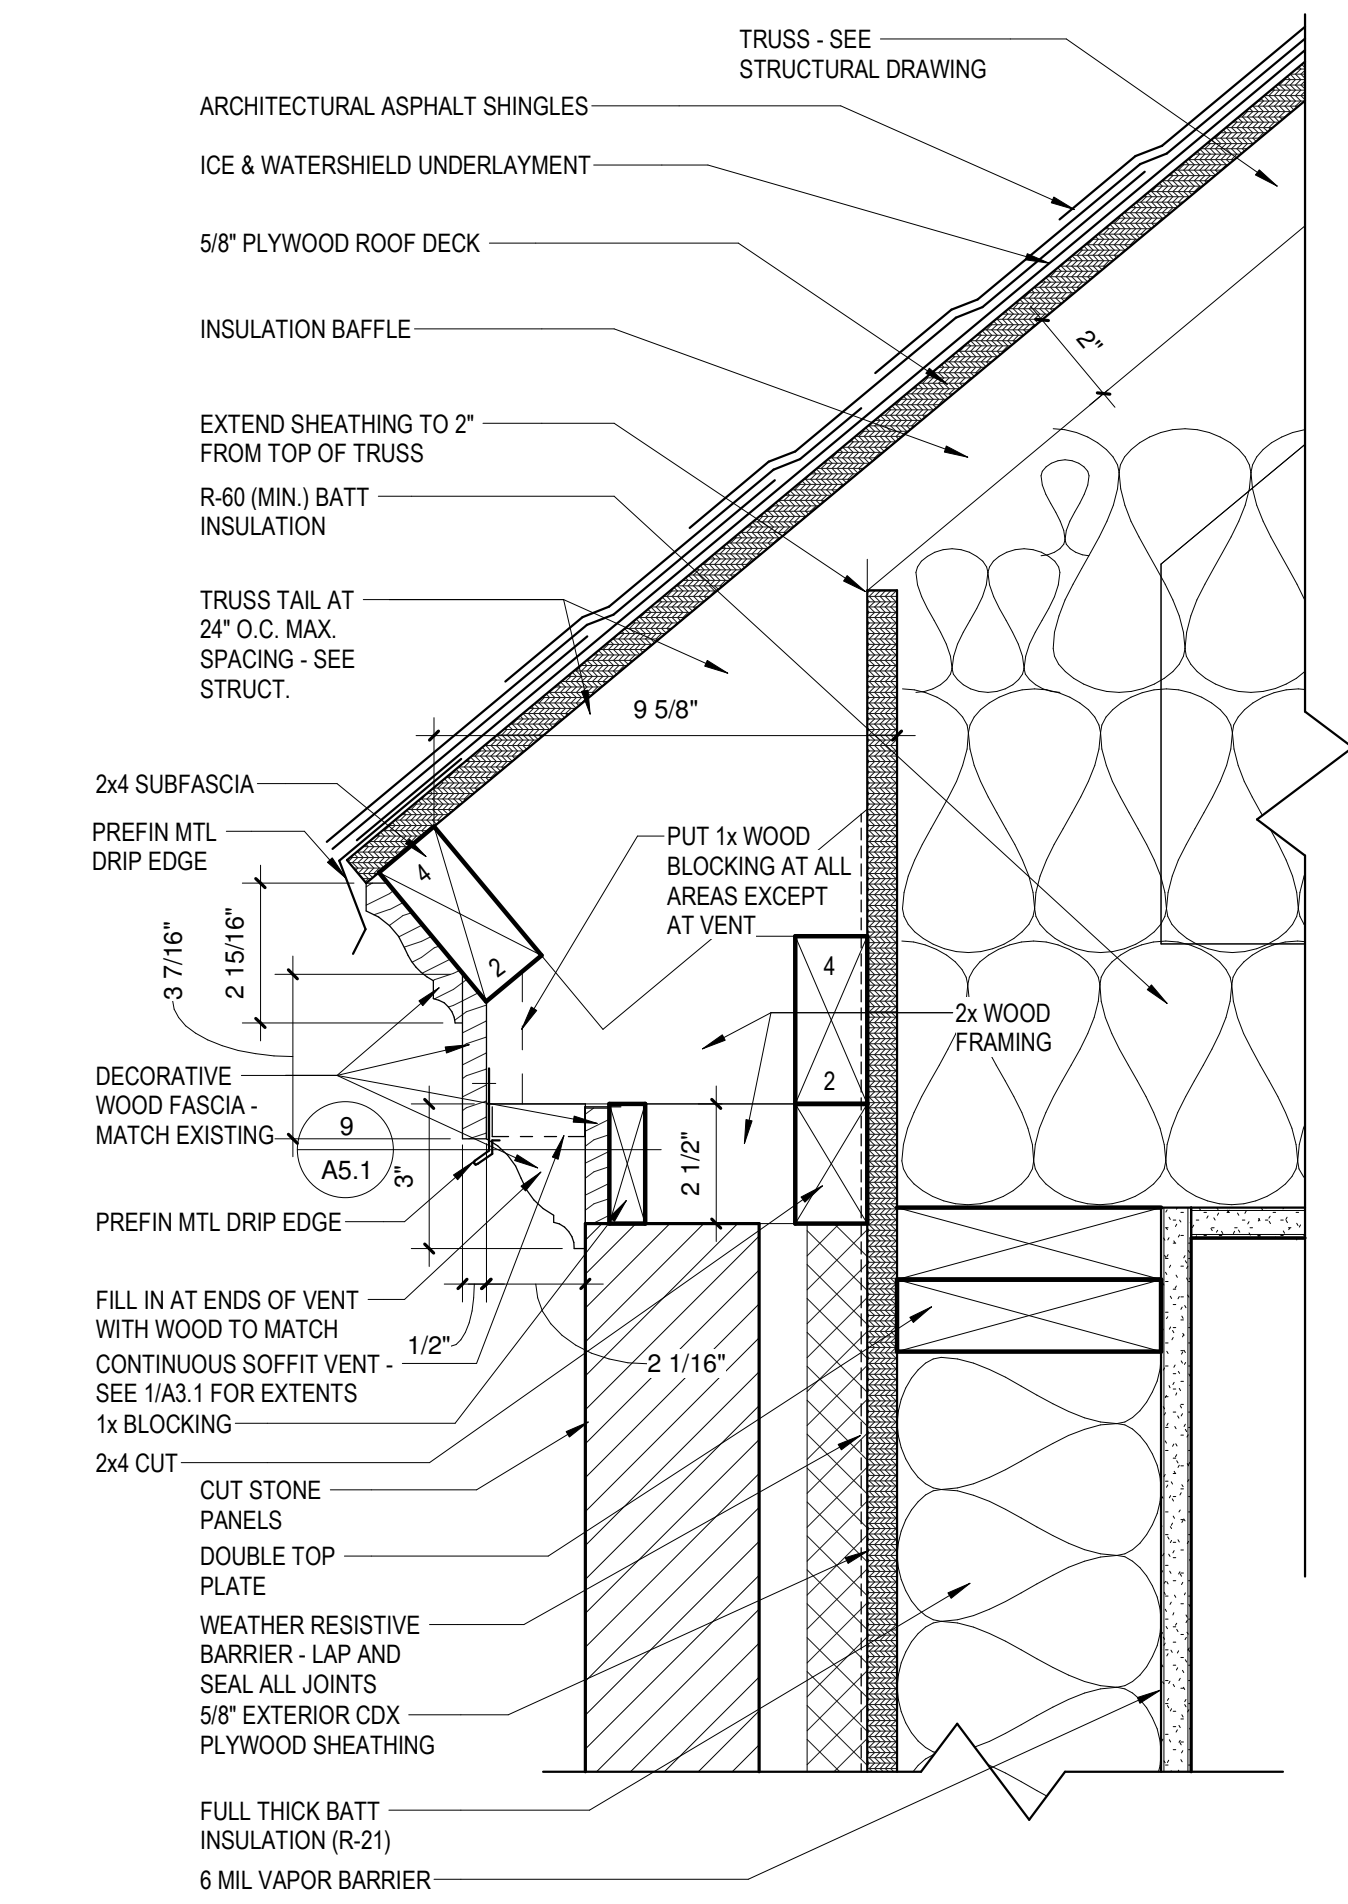 TRUSS - SEE
STRUCTURAL DRAWING
ARCHITECTURAL ASPHALT SHINGLES
ICE & WATERSHIELD UNDERLAYMENT
5/8" PLYWOOD ROOF DECK
2"
INSULATION BAFFLE
EXTEND SHEATHING TO 2"
FROM TOP OF TRUSS
R-60 (MIN.) BATT
INSULATION
TRUSS TAIL AT
24" O.C. MAX.
SPACING - SEE
STRUCT.
9 5/8"
2x4 SUBFASCIA
PREFIN MTL
DRIP EDGE
4
2
PUT 1x WOOD
BLOCKING AT ALL
AREAS EXCEPT
AT VENT
3 7/16"
2 15/16"
4
2
2x WOOD
FRAMING
DECORATIVE
WOOD FASCIA -
MATCH EXISTING
9
A5.1
3"
2 1/2"
PREFIN MTL DRIP EDGE
FILL IN AT ENDS OF VENT
WITH WOOD TO MATCH
1/2"
2 1/16"
CONTINUOUS SOFFIT VENT -
SEE 1/A3.1 FOR EXTENTS
1x BLOCKING
2x4 CUT
CUT STONE
PANELS
DOUBLE TOP
PLATE
WEATHER RESISTIVE
BARRIER - LAP AND
SEAL ALL JOINTS
5/8" EXTERIOR CDX
PLYWOOD SHEATHING
FULL THICK BATT
INSULATION (R-21)
6 MIL VAPOR BARRIER